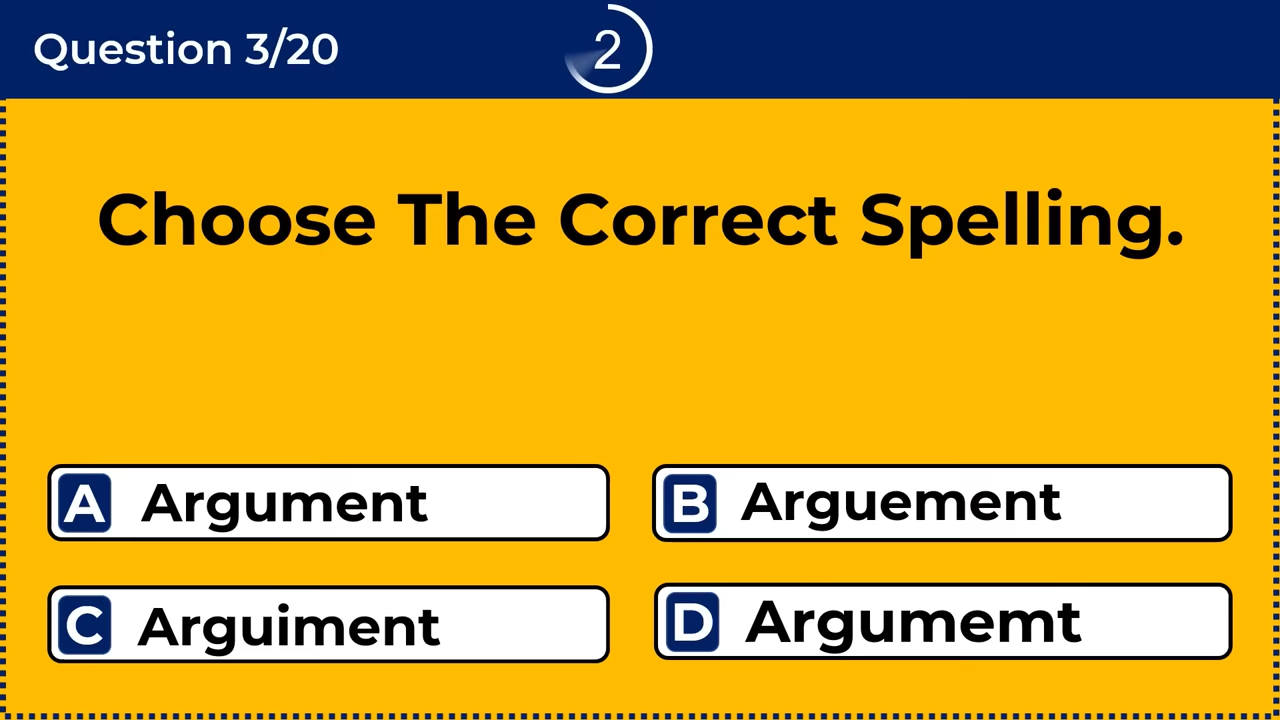 Question 3/20
2
Choose The Correct Spelling.
A Argument
B Arguement
C Arguiment
D Argumemt